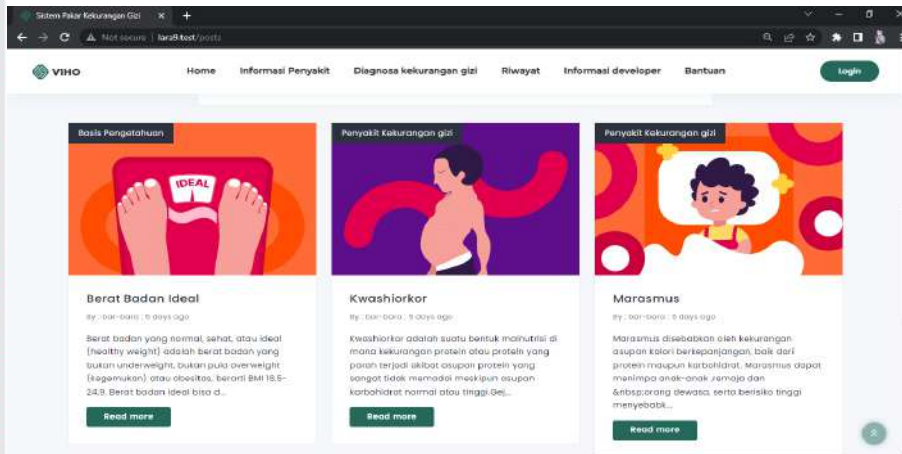 Sistem Pakar Kekurangan Gizi
Not secure | lara9.test/posts
VIHO
Home Informasi Penyakit Diagnosa kekurangan gizi Riwayat Informasi developer Bantuan Login
Basis Pengetahuan
IDEAL
Berat Badan Ideal
By : bar-bara : 5 days ago
Berat badan yang normal, sehat, atau ideal
(healthy weight) adalah berat badan yang
bukan underweight, bukan pula overweight
(kegemukan) atau obesitas, berarti BMI 18,5-
24,9. Berat badan ideal bisa d...
Read more
Penyakit Kekurangan gizi
Kwashiorkor
By : bar-bara : 5 days ago
Kwashiorkor adalah suatu bentuk malnutrisi di
mana kekurangan protein atau protein yang
parah terjadi akibat asupan protein yang
sangat tidak memadai meskipun asupan
karbohidrat normal atau tinggi.Gej...
Read more
Penyakit Kekurangan gizi
Marasmus
By : bar-bara : 5 days ago
Marasmus disebabkan oleh kekurangan
asupan kalori berkepanjangan, baik dari
protein maupun karbohidrat. Marasmus dapat
menimpa anak-anak ,remaja dan
&nbsp;orang dewasa, serta berisiko tinggi
menyebabk...
Read more